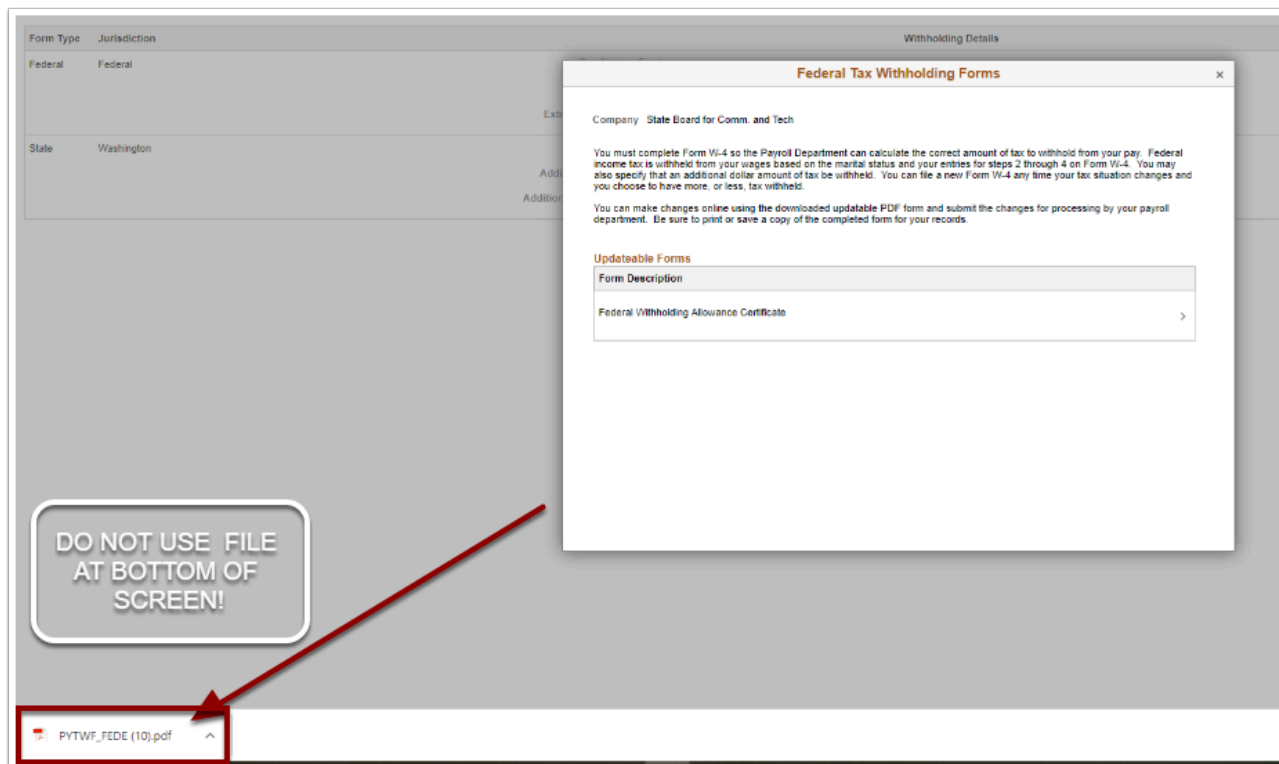 Form Type Jurisdiction Withholding Details
Federal Federal
Extr
State Washington
Addi
Addition
Federal Tax Withholding Forms ×
Company State Board for Comm. and Tech
You must complete Form W-4 so the Payroll Department can calculate the correct amount of tax to withhold from your pay. Federal
income tax is withheld from your wages based on the marital status and your entries for steps 2 through 4 on Form W-4. You may
also specify that an additional dollar amount of tax be withheld. You can file a new Form W-4 any time your tax situation changes and
you choose to have more, or less, tax withheld.
You can make changes online using the downloaded updatable PDF form and submit the changes for processing by your payroll
department. Be sure to print or save a copy of the completed form for your records.
Updateable Forms
Form Description
Federal Withholding Allowance Certificate
DO NOT USE FILE
AT BOTTOM OF
SCREEN!
PYTWF_FEDE (10).pdf